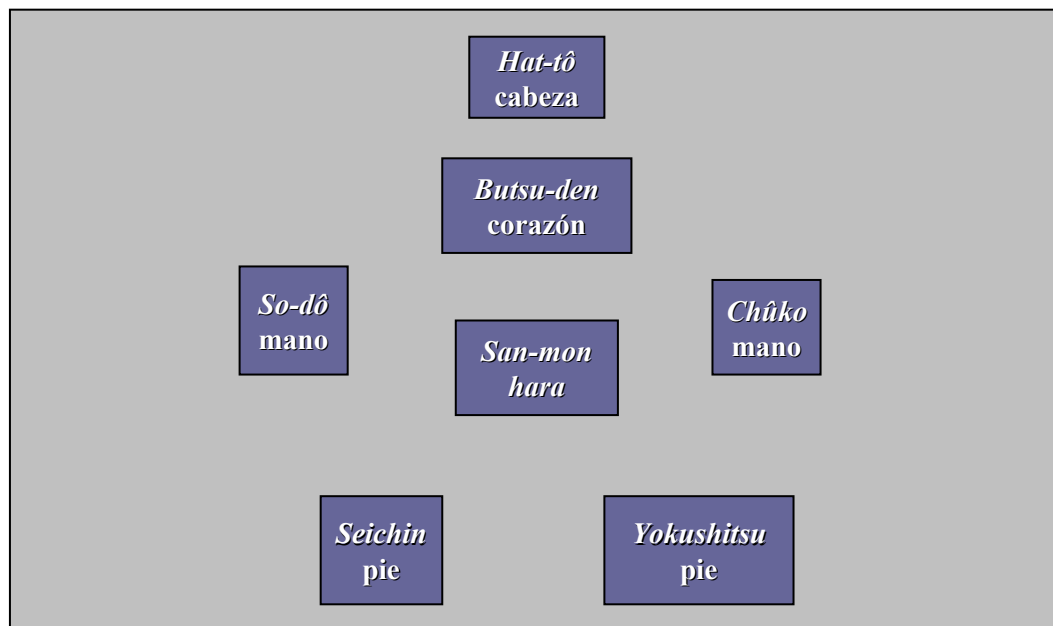 Hat-tô
cabeza
Butsu-den
corazón
So-dô
mano
Chûko
mano
San-mon
hara
Seichin
pie
Yokushitsu
pie